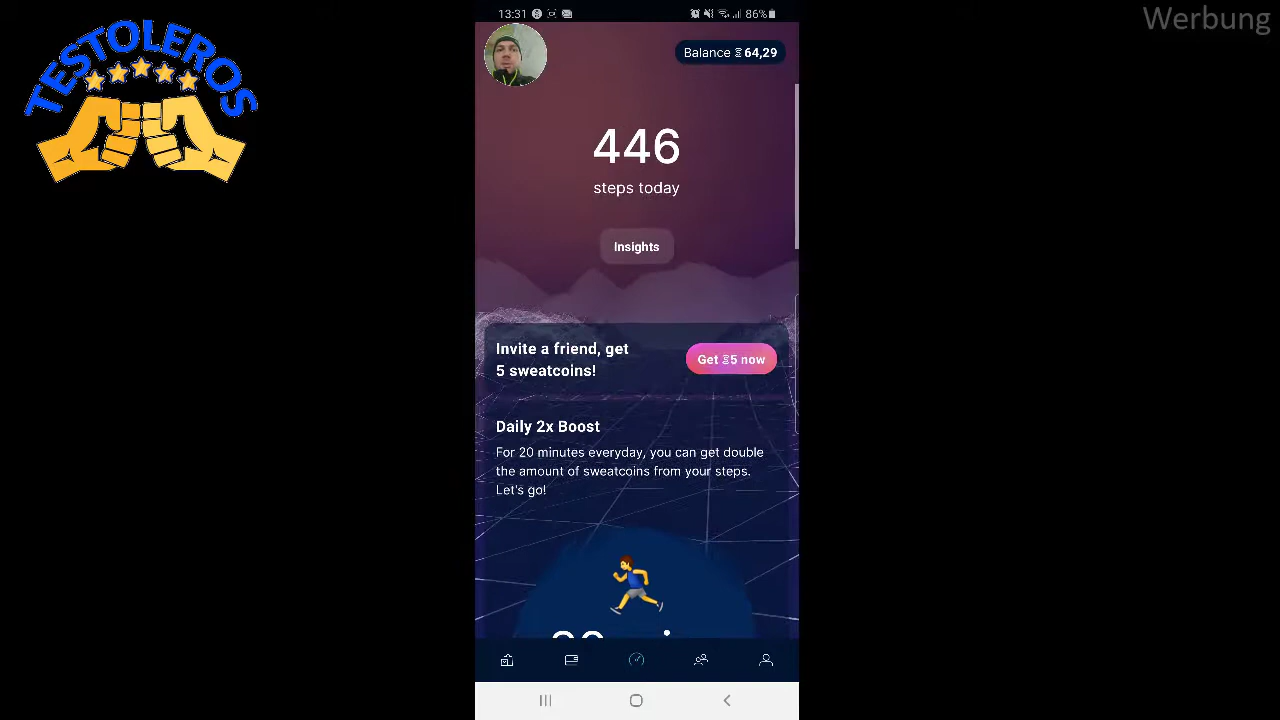 TESTOLEROS
Werbung
13:31
86%
Balance 64,29
446
steps today
Insights
Invite a friend, get
5 sweatcoins!
Get 5 now
Daily 2x Boost
For 20 minutes everyday, you can get double
the amount of sweatcoins from your steps.
Let's go!